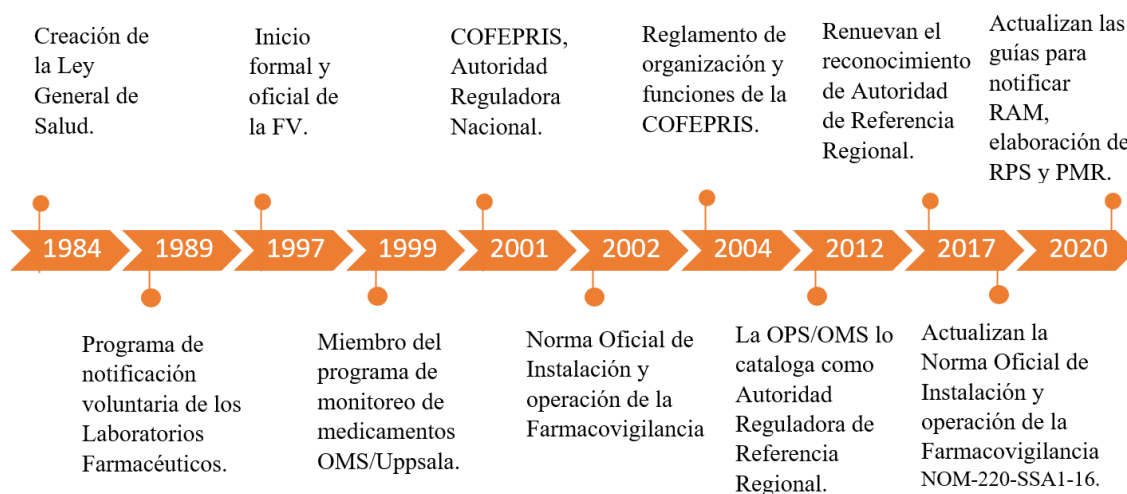 Creación de
la Ley
General de
Salud.
Inicio
formal y
oficial de
la FV.
COFEPRIS,
Autoridad
Reguladora
Nacional.
Reglamento de
organización y
funciones de la
COFEPRIS.
Renuevan el
reconocimiento
de Autoridad
de Referencia
Regional.
Actualizan las
guías para
notificar
RAM,
elaboración de
RPS y PMR.
1984 1989 1997 1999 2001 2002 2004 2012 2017 2020
Programa de
notificación
voluntaria de los
Laboratorios
Farmacéuticos.
Miembro del
programa de
monitoreo de
medicamentos
OMS/Uppsala.
Norma Oficial de
Instalación y
operación de la
Farmacovigilancia
La OPS/OMS lo
cataloga como
Autoridad
Reguladora de
Referencia
Regional.
Actualizan la
Norma Oficial de
Instalación y
operación de la
Farmacovigilancia
NOM-220-SSA1-16.